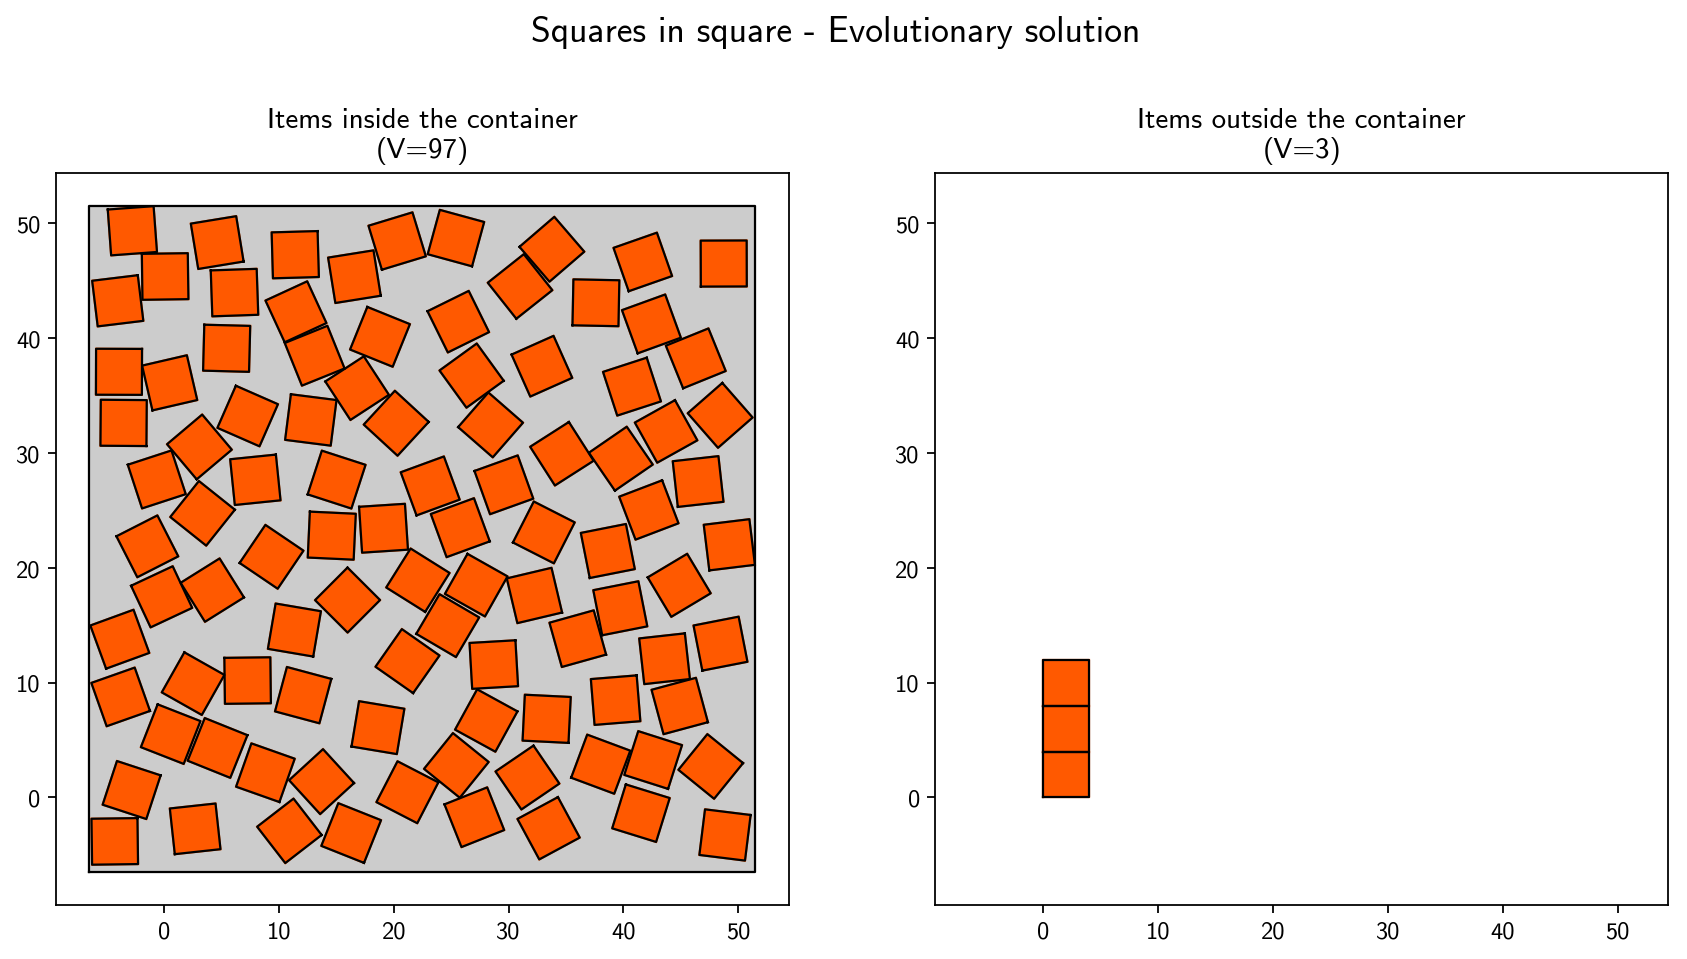 Squares in square - Evolutionary solution
Items inside the container
(V=97)
Items outside the container
(V=3)
50
40
30
20
10
0
0 10 20 30 40 50
50
40
30
20
10
0
0 10 20 30 40 50